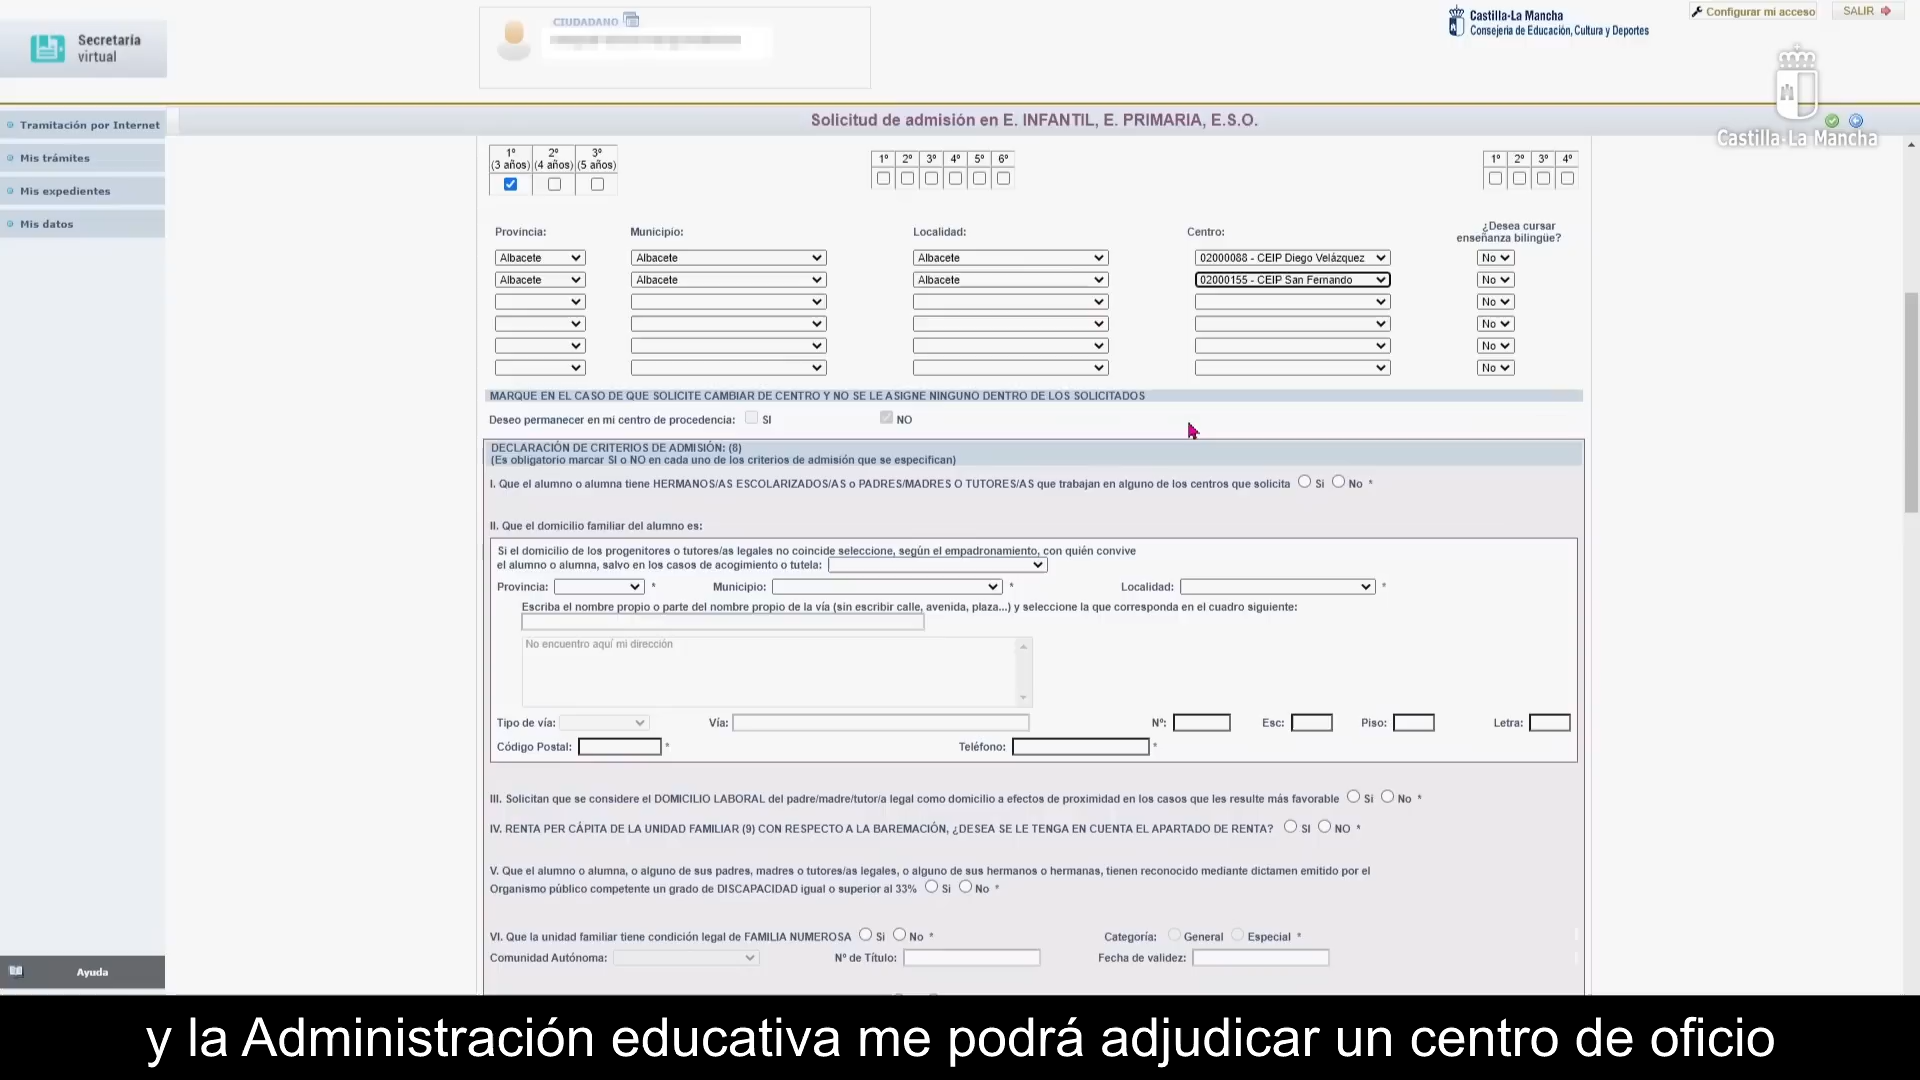 CIUDADANO
Castilla-La Mancha
Consejería de Educación, Cultura y Deportes
Configurar mi acceso
SALIR
Secretaría
virtual
Castilla-La Mancha
Solicitud de admisión en E. INFANTIL, E. PRIMARIA, E.S.O.
Tramitación por Internet
Mis trámites
Mis expedientes
Mis datos
1º 2º 3º
(3 años) (4 años) (5 años)
1º 2º 3º 4º 5º 6º
1º 2º 3º 4º
Provincia: Municipio: Localidad: Centro: ¿Desea cursar
enseñanza bilingüe?
Albacete Albacete Albacete 02000088 - CEIP Diego Velázquez No
Albacete Albacete Albacete 02000155 - CEIP San Fernando No
No
No
No
No
MARQUE EN EL CASO DE QUE SOLICITE CAMBIAR DE CENTRO Y NO SE LE ASIGNE NINGUNO DENTRO DE LOS SOLICITADOS
Deseo permanecer en mi centro de procedencia: SI NO
DECLARACIÓN DE CRITERIOS DE ADMISIÓN: (8)
(Es obligatorio marcar SI o NO en cada uno de los criterios de admisión que se especifican)
I. Que el alumno o alumna tiene HERMANOS/AS ESCOLARIZADOS/AS o PADRES/MADRES O TUTORES/AS que trabajan en alguno de los centros que solicita Si No *
II. Que el domicilio familiar del alumno es:
Si el domicilio de los progenitores o tutores/as legales no coincide seleccione, según el empadronamiento, con quién convive
el alumno o alumna, salvo en los casos de acogimiento o tutela:
Provincia: * Municipio: * Localidad: *
Escriba el nombre propio o parte del nombre propio de la vía (sin escribir calle, avenida, plaza...) y seleccione la que corresponda en el cuadro siguiente:
No encuentro aquí mi dirección
Tipo de vía: Vía: Nº: Esc: Piso: Letra:
Código Postal: * Teléfono: *
III. Solicitan que se considere el DOMICILIO LABORAL del padre/madre/tutor/a legal como domicilio a efectos de proximidad en los casos que les resulte más favorable Si No *
IV. RENTA PER CÁPITA DE LA UNIDAD FAMILIAR (9) CON RESPECTO A LA BAREMACIÓN, ¿DESEA SE LE TENGA EN CUENTA EL APARTADO DE RENTA? SI NO *
V. Que el alumno o alumna, o alguno de sus padres, madres o tutores/as legales, o alguno de sus hermanos o hermanas, tienen reconocido mediante dictamen emitido por el
Organismo público competente un grado de DISCAPACIDAD igual o superior al 33% Si No *
VI. Que la unidad familiar tiene condición legal de FAMILIA NUMEROSA Si No * Categoría: General Especial *
Comunidad Autónoma: Nº de Título: Fecha de validez:
Ayuda
y la Administración educativa me podrá adjudicar un centro de oficio